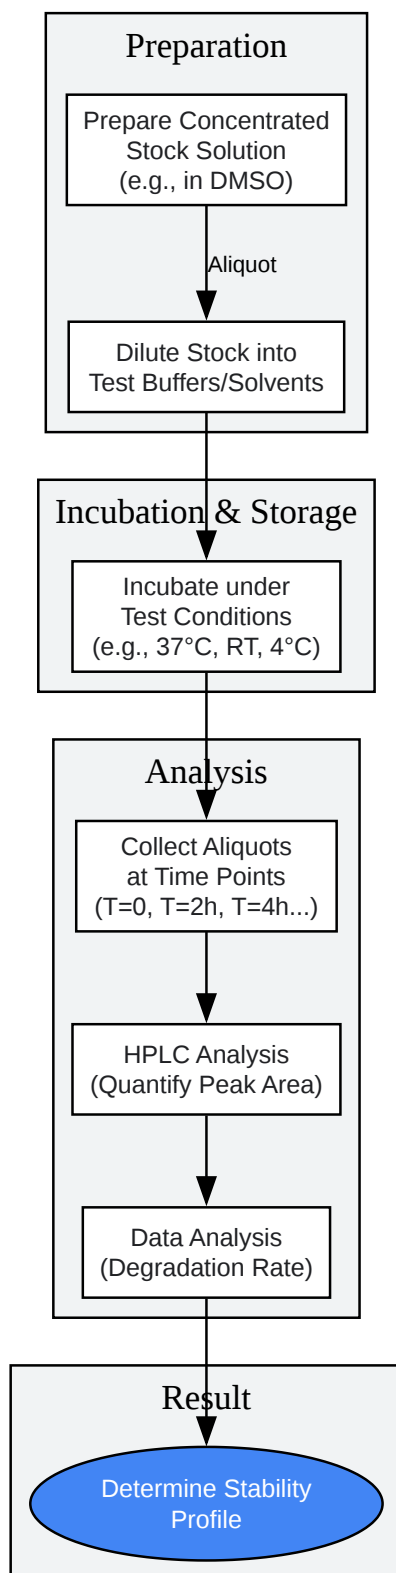 Preparation
Prepare Concentrated
Stock Solution
(e.g., in DMSO)
Aliquot
Dilute Stock into
Test Buffers/Solvents
Incubation & Storage
Incubate under
Test Conditions
(e.g., 37°C, RT, 4°C)
Analysis
Collect Aliquots
at Time Points
(T=0, T=2h, T=4h...)
HPLC Analysis
(Quantify Peak Area)
Data Analysis
(Degradation Rate)
Result
Determine Stability
Profile